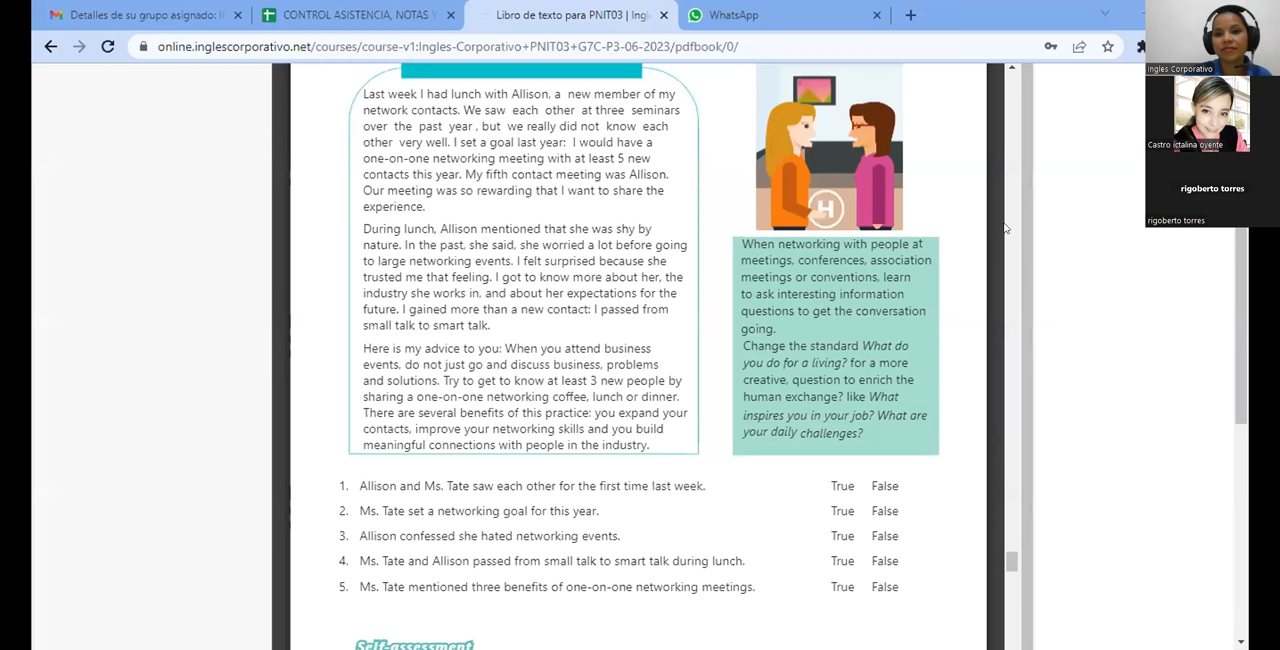 Detalles de su grupo asignado: I
CONTROL ASISTENCIA, NOTAS Y
Libro de texto para PNIT03 | Ingl
WhatsApp
online.inglescorporativo.net/courses/course-v1:Ingles-Corporativo+PNIT03+G7C-P3-06-2023/pdfbook/0/
Ingles Corporativo
Castro ictalina oyente
rigoberto torres
rigoberto torres
Last week I had lunch with Allison, a new member of my
network contacts. We saw each other at three seminars
over the past year, but we really did not know each
other very well. I set a goal last year: I would have a
one-on-one networking meeting with at least 5 new
contacts this year. My fifth contact meeting was Allison.
Our meeting was so rewarding that I want to share the
experience.
During lunch, Allison mentioned that she was shy by
nature. In the past, she said, she worried a lot before going
to large networking events. I felt surprised because she
trusted me that feeling. I got to know more about her, the
industry she works in, and about her expectations for the
future. I gained more than a new contact: I passed from
small talk to smart talk.
Here is my advice to you: When you attend business
events, do not just go and discuss business, problems
and solutions. Try to get to know at least 3 new people by
sharing a one-on-one networking coffee, lunch or dinner.
There are several benefits of this practice: you expand your
contacts, improve your networking skills and you build
meaningful connections with people in the industry.
H
When networking with people at
meetings, conferences, association
meetings or conventions, learn
to ask interesting information
questions to get the conversation
going.
Change the standard What do
you do for a living? for a more
creative, question to enrich the
human exchange? like What
inspires you in your job? What are
your daily challenges?
1. Allison and Ms. Tate saw each other for the first time last week. True False
2. Ms. Tate set a networking goal for this year. True False
3. Allison confessed she hated networking events. True False
4. Ms. Tate and Allison passed from small talk to smart talk during lunch. True False
5. Ms. Tate mentioned three benefits of one-on-one networking meetings. True False
Self-assessment